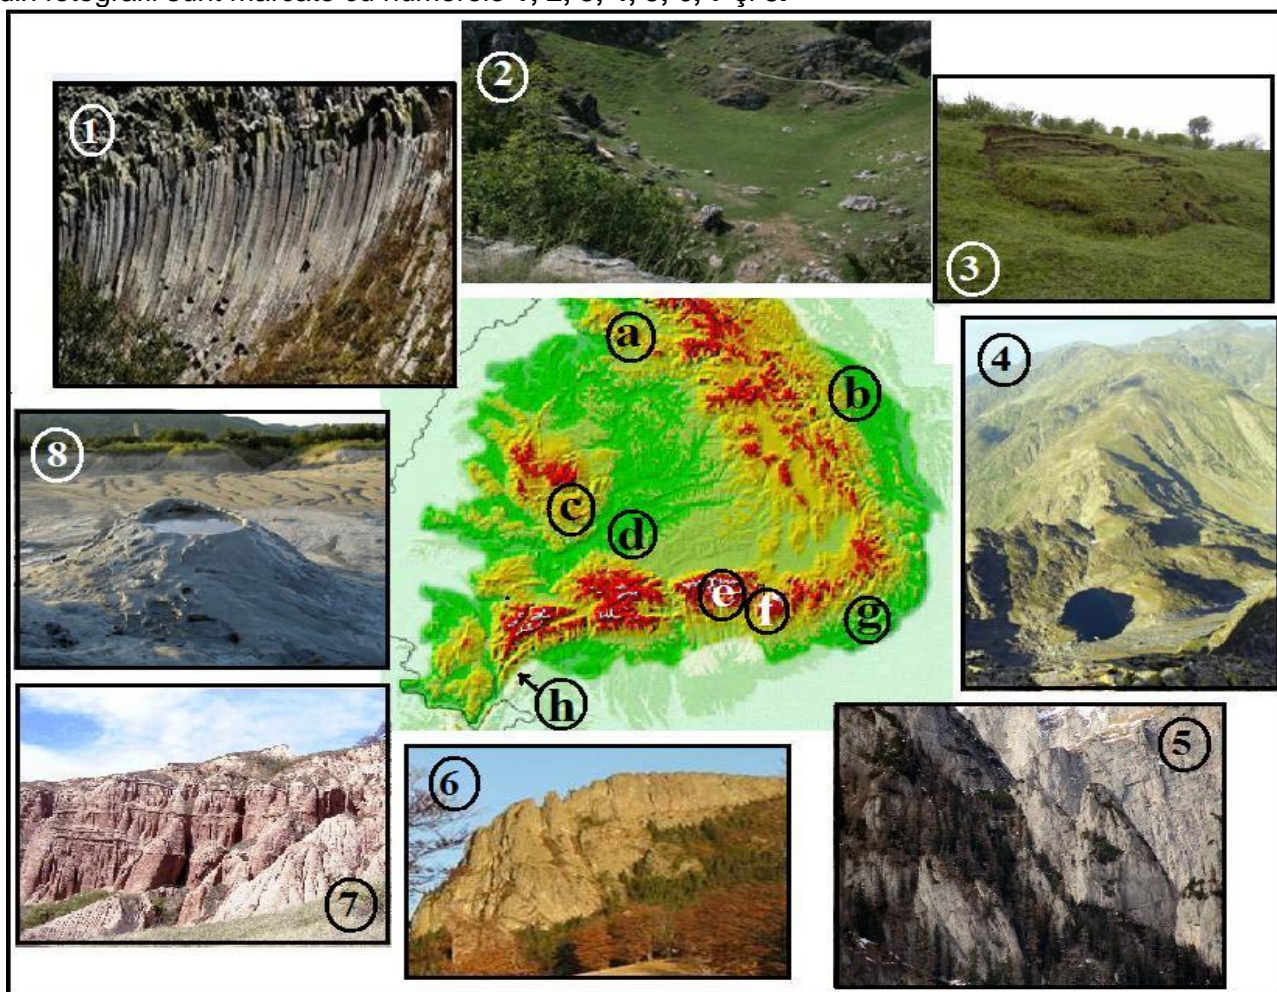 din fotografii sunt marcate cu numerele 1, 2, 3, 4, 5, 6, 7 şi 8.
2
1
3
4
a
b
8
c
d
e
f
g
h
5
6
7